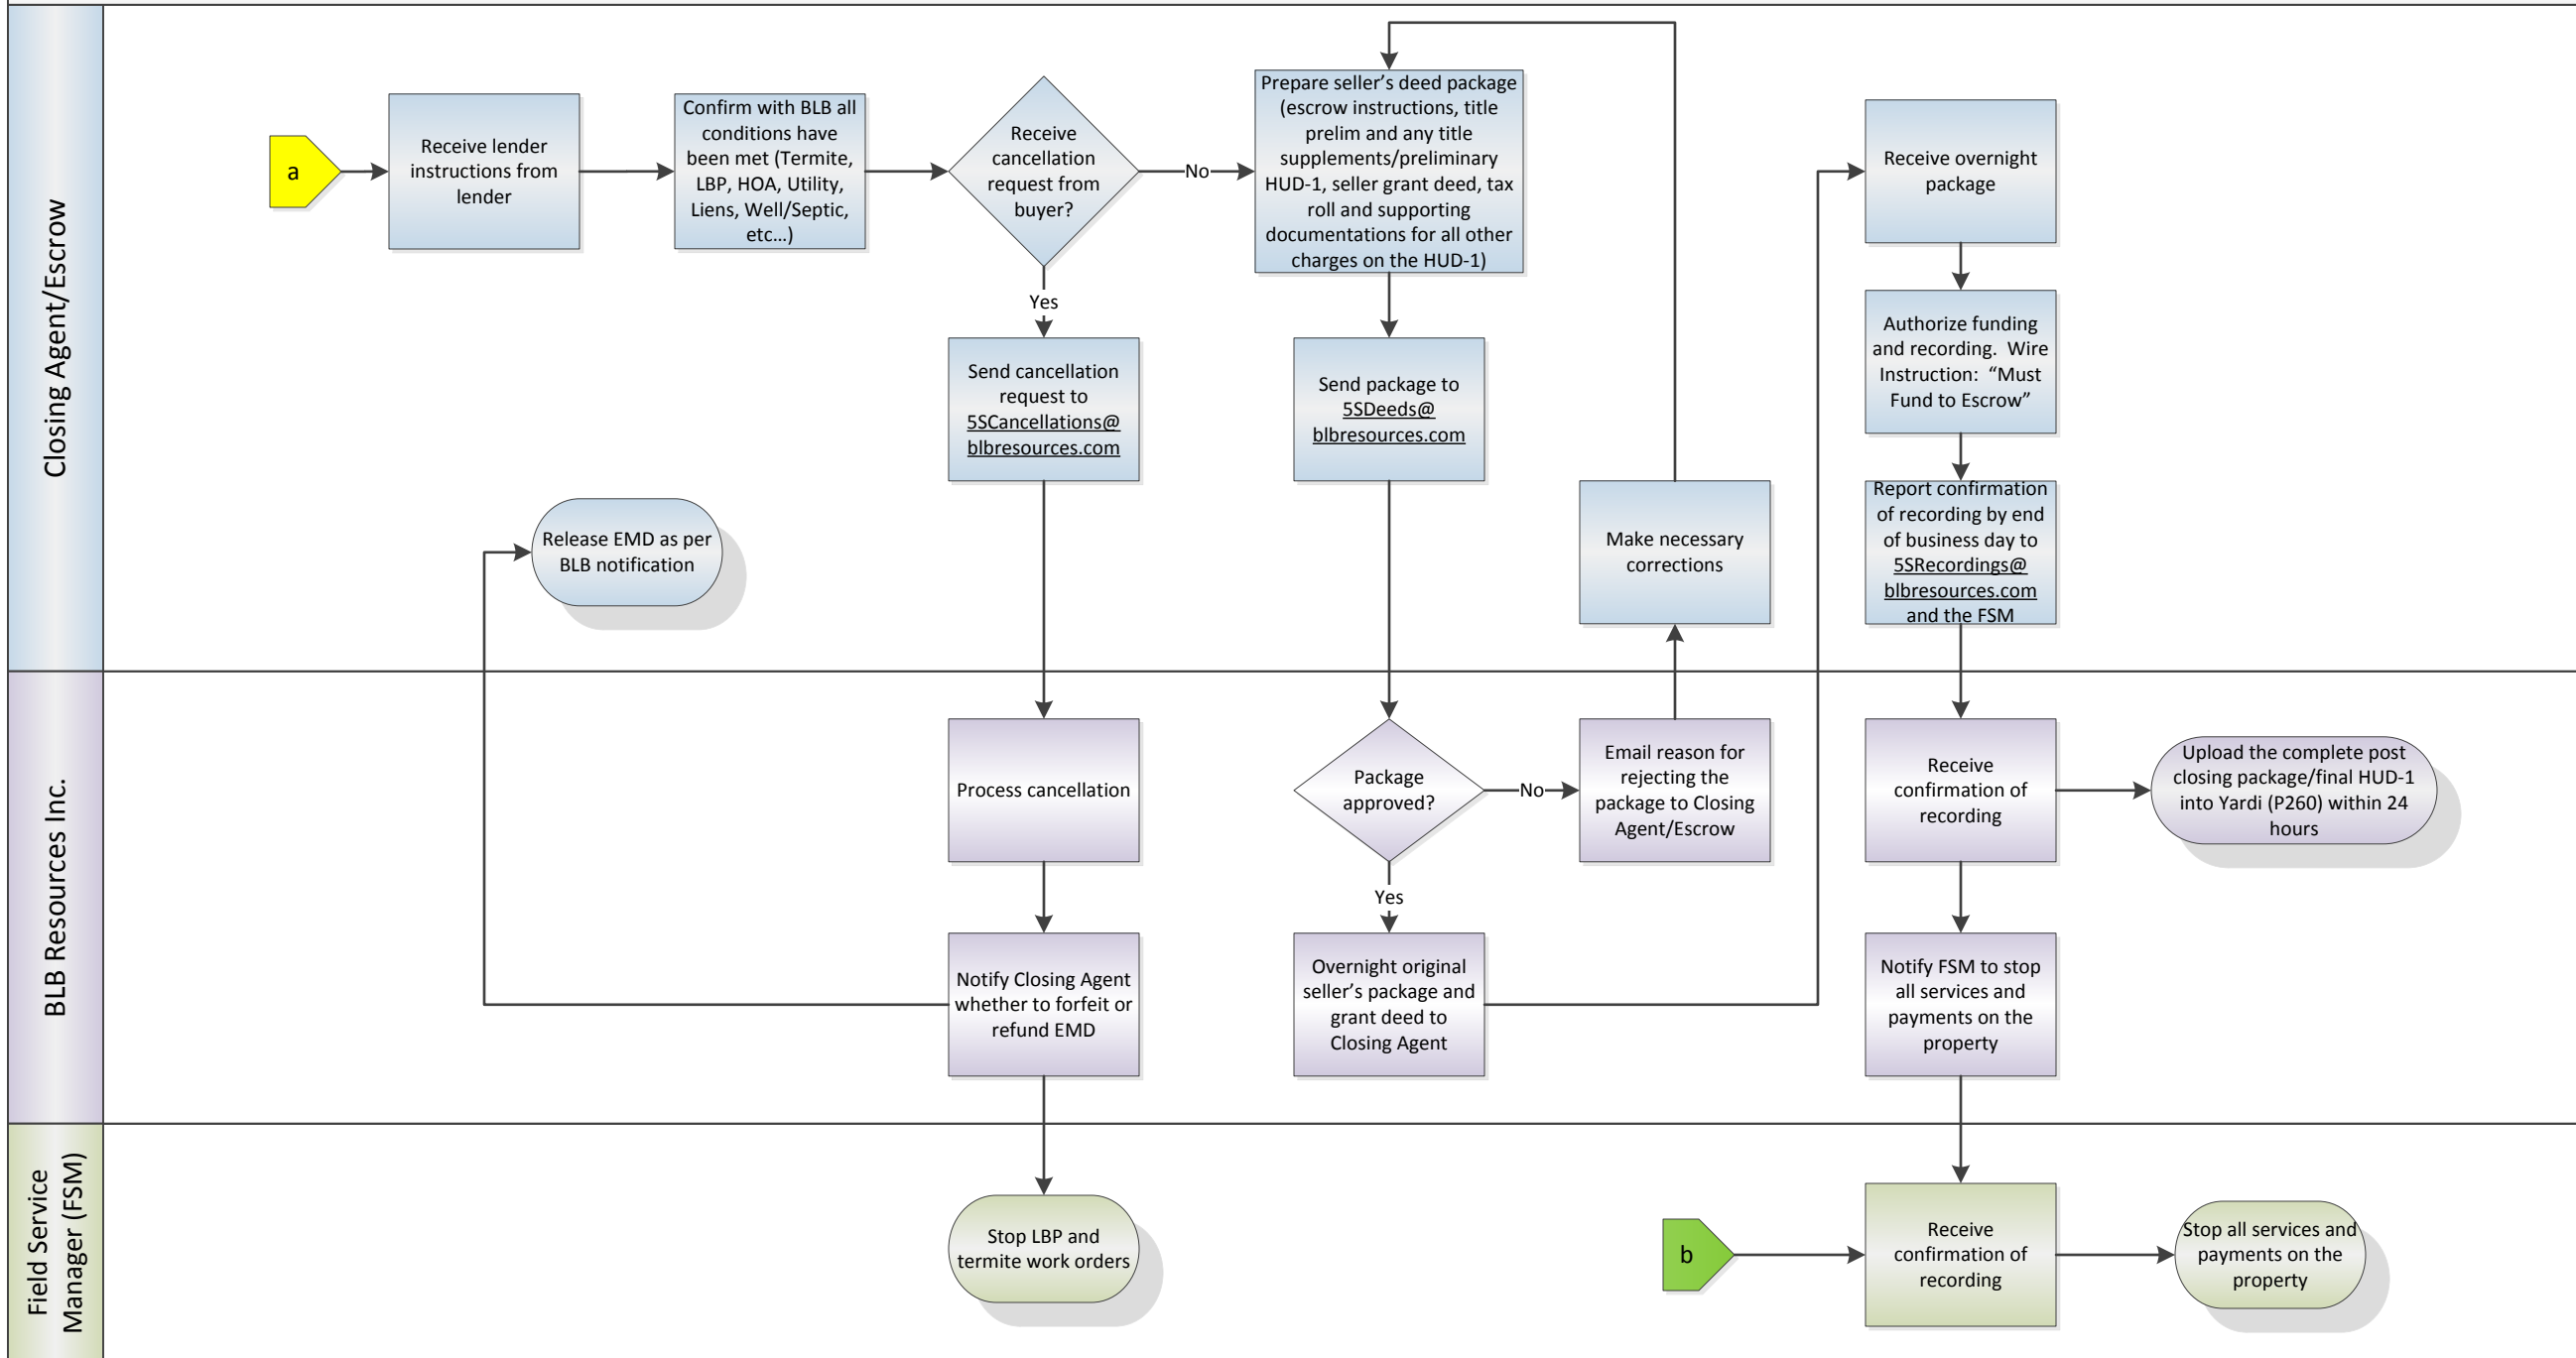 Closing Agent/Escrow
a
Receive lender
instructions from
lender
Confirm with BLB all
conditions have
been met (Termite,
LBP, HOA, Utility,
Liens, Well/Septic,
etc…)
Receive
cancellation
request from
buyer?
No
Yes
Prepare seller’s deed package
(escrow instructions, title
prelim and any title
supplements/preliminary
HUD-1, seller grant deed, tax
roll and supporting
documentations for all other
charges on the HUD-1)
Receive overnight
package
Send cancellation
request to
5SCancellations@
blbresources.com
Send package to
5SDeeds@
blbresources.com
Authorize funding
and recording.  Wire
Instruction:  “Must
Fund to Escrow”
Release EMD as per
BLB notification
Make necessary
corrections
Report confirmation
of recording by end
of business day to
5SRecordings@
blbresources.com
and the FSM
BLB Resources Inc.
Process cancellation
Package
approved?
No
Yes
Email reason for
rejecting the
package to Closing
Agent/Escrow
Receive
confirmation of
recording
Upload the complete post
closing package/final HUD-1
into Yardi (P260) within 24
hours
Notify Closing Agent
whether to forfeit or
refund EMD
Overnight original
seller’s package and
grant deed to
Closing Agent
Notify FSM to stop
all services and
payments on the
property
Field Service
Manager (FSM)
Stop LBP and
termite work orders
b
Receive
confirmation of
recording
Stop all services and
payments on the
property